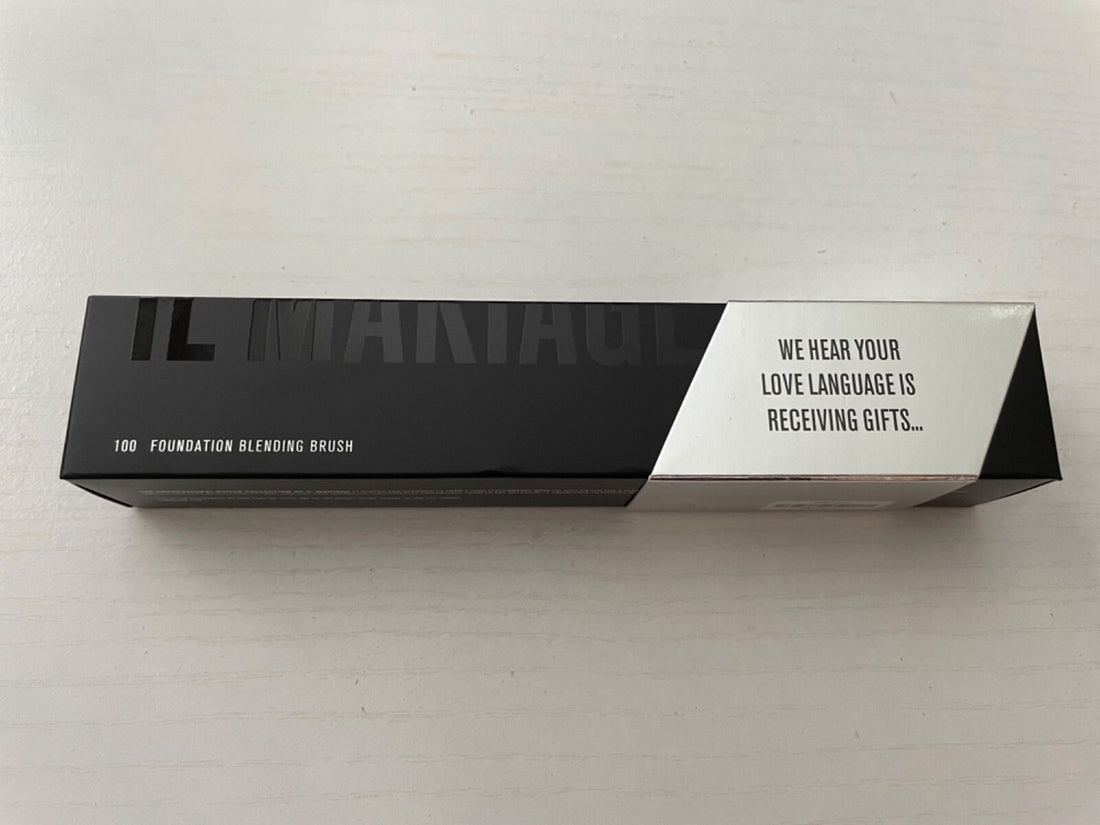 IL MAKIAGE
100 FOUNDATION BLENDING BRUSH
WE HEAR YOUR
LOVE LANGUAGE IS
RECEIVING GIFTS...